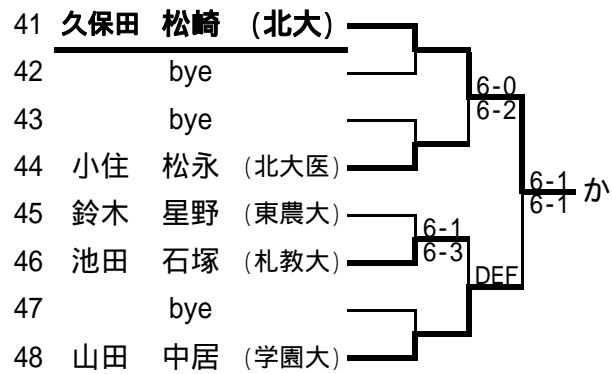 41 久保田 松崎 (北大)
42 bye
6-0
43 bye
6-2
44 小住 松永 (北大医)
6-1 か
6-1
45 鈴木 星野 (東農大)
6-1
46 池田 石塚 (札教大)
6-3
DEF
47 bye
48 山田 中居 (学園大)